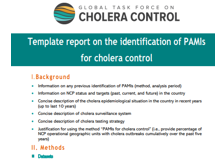 GLOBAL TASK FORCE ON
CHOLERA CONTROL
Template report on the identification of PAMIs
for cholera control
I. Background
• Information on any previous identification of PAMIs (method, analysis period)
• Information on NCP status and targets (past, current, and future) in the country
• Concise description of the cholera epidemiological situation in the country in recent years
(up to last 10 years)
• Concise description of cholera surveillance system
• Concise description of cholera testing strategy
• Justification for using the method "PAMIs for cholera control" (i.e., provide percentage of
NCP operational geographic units with cholera outbreaks cumulatively over the past five
years)
II. Methods
• Datasets